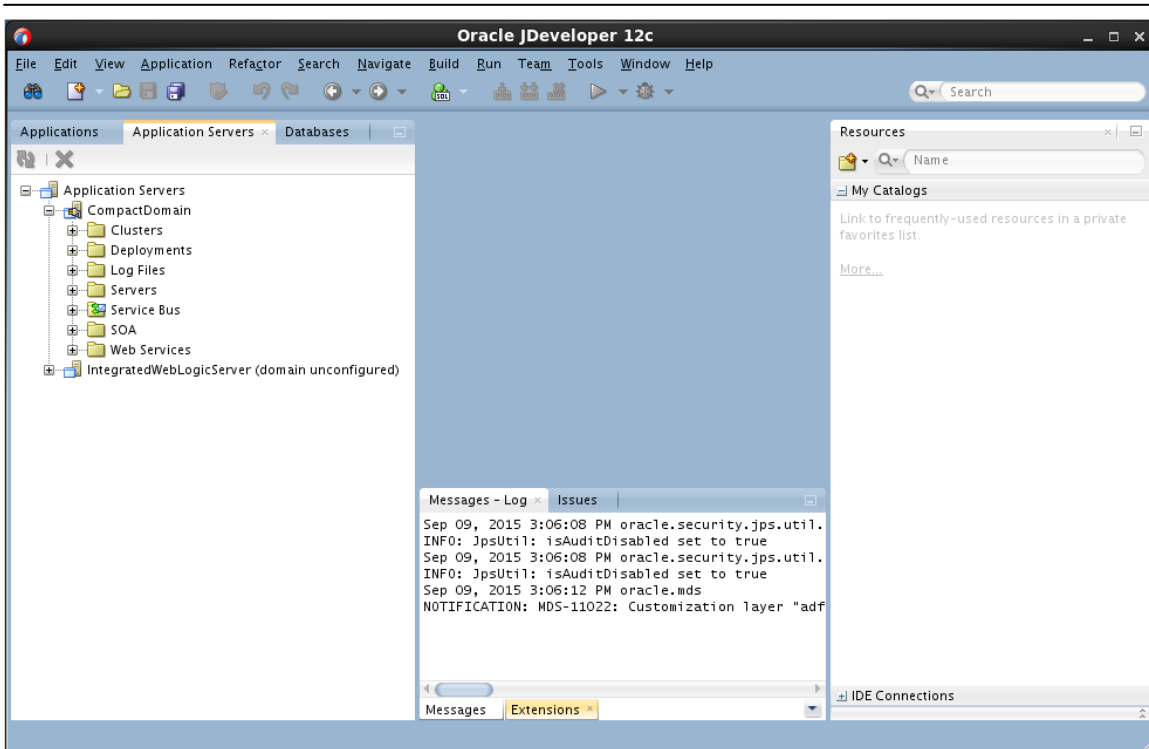 Oracle JDeveloper 12c
File Edit View Application Refactor Search Navigate Build Run Team Tools Window Help
Search
Applications Application Servers Databases
Application Servers
CompactDomain
Clusters
Deployments
Log Files
Servers
Service Bus
SOA
Web Services
IntegratedWebLogicServer (domain unconfigured)
Messages - Log Issues
Sep 09, 2015 3:06:08 PM oracle.security.jps.util.
INFO: JpsUtil: isAuditDisabled set to true
Sep 09, 2015 3:06:08 PM oracle.security.jps.util.
INFO: JpsUtil: isAuditDisabled set to true
Sep 09, 2015 3:06:12 PM oracle.mds
NOTIFICATION: MDS-11022: Customization layer "adf
Messages Extensions
Resources
Name
My Catalogs
Link to frequently-used resources in a private
favorites list.
More...
IDE Connections